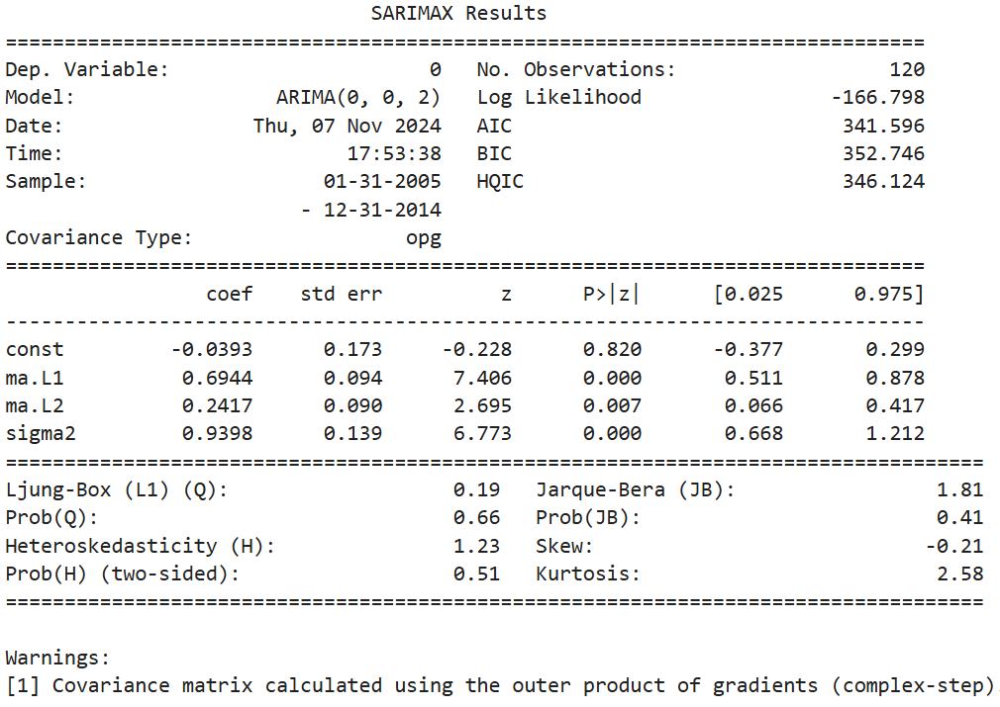 SARIMAX Results
==============================================================================
Dep. Variable:                      0   No. Observations:                  120
Model:                 ARIMA(0, 0, 2)   Log Likelihood                -166.798
Date:                Thu, 07 Nov 2024   AIC                            341.596
Time:                        17:53:38   BIC                            352.746
Sample:                    01-31-2005   HQIC                           346.124
- 12-31-2014
Covariance Type:                  opg
==============================================================================
coef    std err          z      P>|z|      [0.025      0.975]
------------------------------------------------------------------------------
const         -0.0393      0.173     -0.228      0.820      -0.377       0.299
ma.L1          0.6944      0.094      7.406      0.000       0.511       0.878
ma.L2          0.2417      0.090      2.695      0.007       0.066       0.417
sigma2         0.9398      0.139      6.773      0.000       0.668       1.212
===================================================================================
Ljung-Box (L1) (Q):                   0.19   Jarque-Bera (JB):                 1.81
Prob(Q):                              0.66   Prob(JB):                         0.41
Heteroskedasticity (H):               1.23   Skew:                            -0.21
Prob(H) (two-sided):                  0.51   Kurtosis:                         2.58
===================================================================================
Warnings:
[1] Covariance matrix calculated using the outer product of gradients (complex-step)